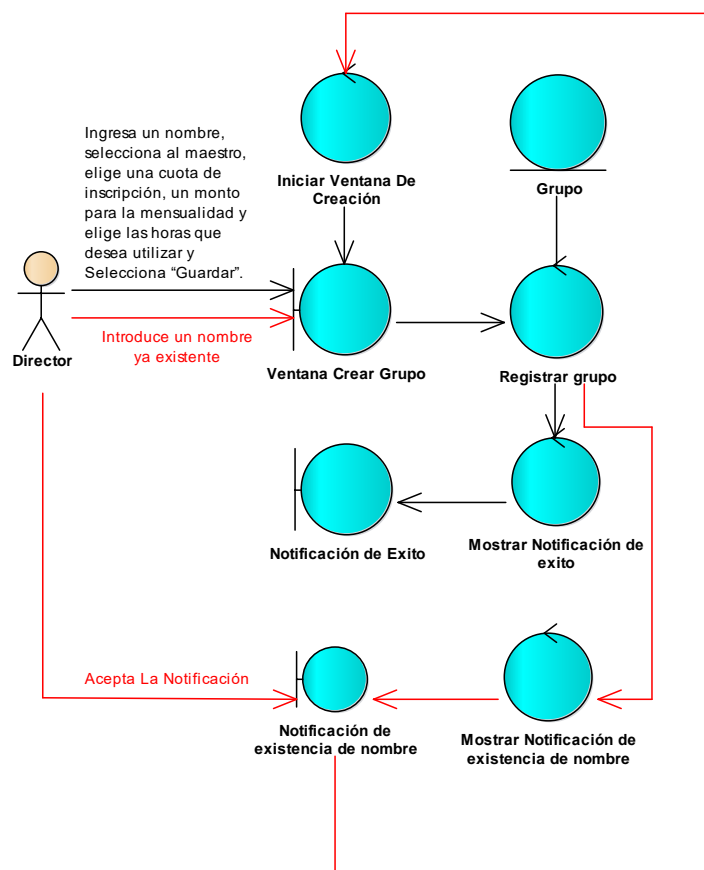 Ingresa un nombre,
selecciona al maestro,
elige una cuota de
inscripción, un monto
para la mensualidad y
elige las horas que
desea utilizar y
Selecciona “Guardar”.
Iniciar Ventana De
Creación
Grupo
Director
Introduce un nombre
ya existente
Ventana Crear Grupo
Registrar grupo
Notificación de Exito
Mostrar Notificación de
exito
Acepta La Notificación
Notificación de
existencia de nombre
Mostrar Notificación de
existencia de nombre